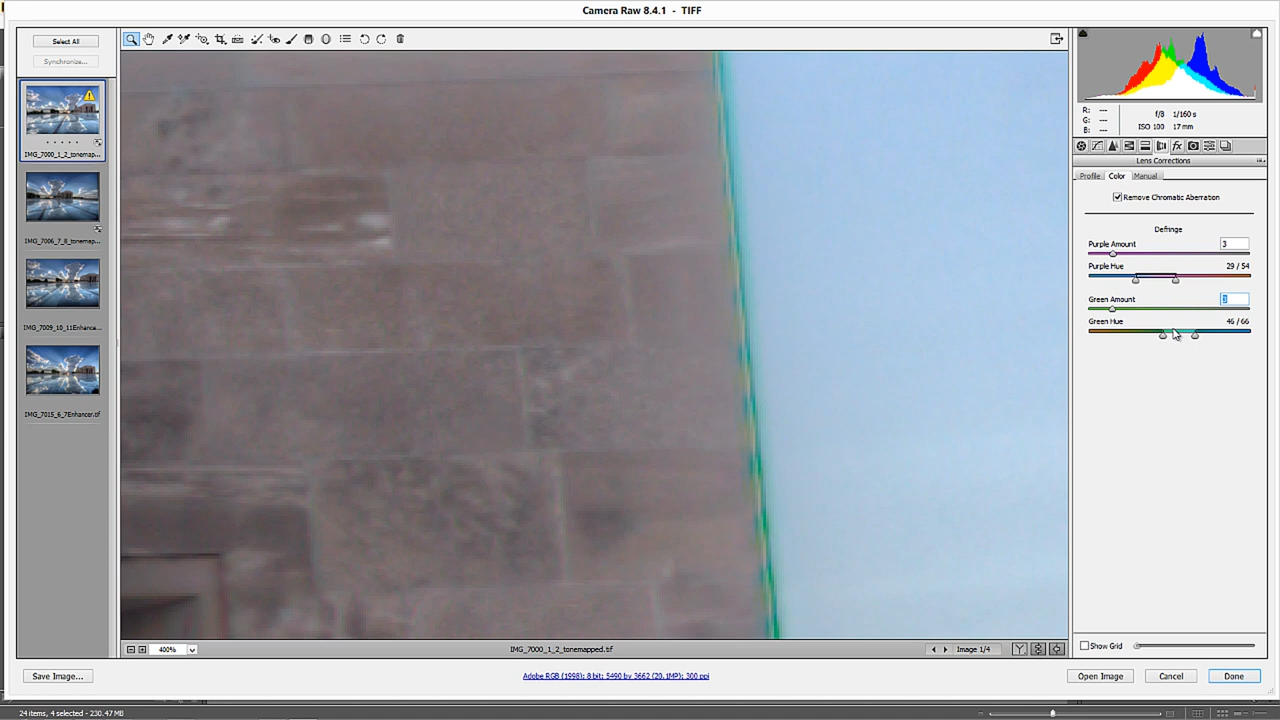 Camera Raw 8.4.1 - TIFF
Select All
Synchronize...
IMG_7000_1_2_tonemap...
IMG_7006_7_8_tonemap...
IMG_7009_10_11Enhance...
IMG_7015_6_7Enhancer.tif
R: ---
G: ---
B: ---
f/8 1/160 s
ISO 100 17 mm
Lens Corrections
Profile Color Manual
Remove Chromatic Aberration
Defringe
Purple Amount 3
Purple Hue 29 / 54
Green Amount 3
Green Hue 46 / 66
400%
IMG_7000_1_2_tonemapped.tif
Image 1/4
Show Grid
Save Image...
Adobe RGB (1998); 8 bit; 5490 by 3662 (20.1MP); 300 ppi
Open Image
Cancel
Done
24 items, 4 selected - 230.47 MB